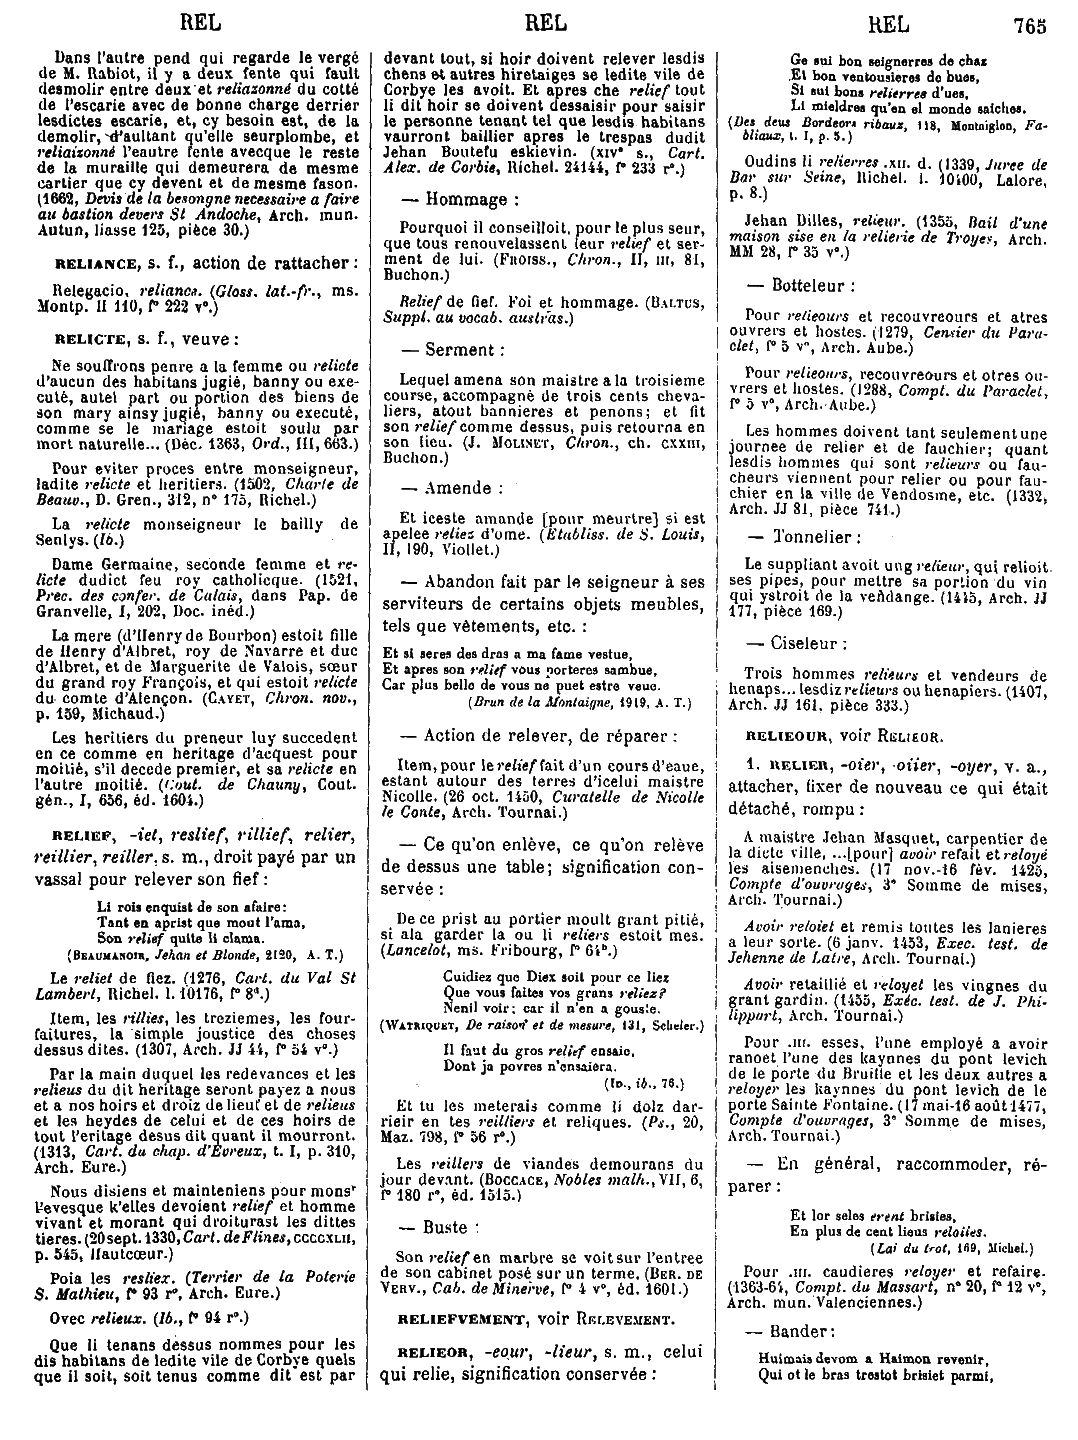 REL REL REL 765
Dans l'autre pend qui regarde le vergé
de M. Rabiot, il y a deux fente qui fault
desmolir entre deux et reliazonné du cotté
de l'escarie avec de bonne charge derrier
lesdictes escarie, et, cy besoin est, de la
demolir, d'aultant qu'elle seurplombe, et
reliaizonné l'eautre fente avecque le reste
de la muraille qui demeurera de mesme
cartier que cy devent et de mesme fason.
(1662, Devis de la besongne necessaire a faire
au bastion devers St Andoche, Arch. mun.
Autun, liasse 125, pièce 30.)
RELIANCE, s. f., action de rattacher :
Relegacio, reliance. (Gloss. lat.-fr., ms.
Montp. H 110, f° 222 v°.)
RELICTE, s. f., veuve :
Ne souffrons penre a la femme ou relicte
d'aucun des habitans jugié, banny ou exe-
cuté, autel part ou portion des biens de
son mary ainsy jugié, banny ou executé,
comme se le mariage estoit soulu par
mort naturelle... (Déc. 1363, Ord., III, 663.)
Pour eviter proces entre monseigneur,
ladite relicte et heritiers. (1502, Charte de
Beauv., D. Gren., 312, n° 175, Richel.)
La relicte monseigneur le bailly de
Senlys. (Ib.)
Dame Germaine, seconde femme et re-
licte dudict feu roy catholicque. (1521,
Prec. des confer. de Calais, dans Pap. de
Granvelle, I, 202, Doc. inéd.)
La mere (d'Henry de Bourbon) estoit fille
de Henry d'Albret, roy de Navarre et duc
d'Albret, et de Marguerite de Valois, sœur
du grand roy François, et qui estoit relicte
du comte d'Alençon. (CAYET, Chron. nov.,
p. 159, Michaud.)
Les heritiers du preneur luy succedent
en ce comme en heritage d'acquest pour
moitié, s'il decede premier, et sa relicte en
l'autre moitié. (Cout. de Chauny, Cout.
gén., I, 656, éd. 1604.)
RELIEF, -iet, reslief, rillief, relier,
reillier, reiller, s. m., droit payé par un
vassal pour relever son fief :
Li rois enquist de son afaire :
Tant en aprist que mout l'ama,
Son relief quite li clama.
(BEAUMANOIR, Jehan et Blonde, 2120, A. T.)
Le reliet de fiez. (1276, Cart. du Val St
Lambert, Richel. l. 10176, f° 8d.)
Item, les rillies, les treziemes, les four-
faitures, la simple joustice des choses
dessus dites. (1307, Arch. JJ 44, f° 54 v°.)
Par la main duquel les redevances et les
relieus du dit heritage seront payez a nous
et a nos hoirs et droiz de lieuf et de relieus
et les heydes de celui et de ces hoirs de
tout l'eritage desus dit quant il mourront.
(1313, Cart. du chap. d'Evreux, t. I, p. 310,
Arch. Eure.)
Nous disiens et mainteniens pour monsr
l'evesque k'elles devoient relief et homme
vivant et morant qui droiturast les dittes
tieres. (20 sept. 1330, Cart. de Flines, CCCCXLII,
p. 545, Hautcœur.)
Poia les resliex. (Terrier de la Poterie
S. Mathieu, f° 93 r°, Arch. Eure.)
Ovec relieux. (Ib., f° 94 r°.)
Que li tenans dessus nommes pour les
dis habitans de ledite vile de Corbye quels
que il soit, soit tenus comme dit est par
devant tout, si hoir doivent relever lesdis
chens et autres hiretaiges se ledite vile de
Corbye les avoit. Et apres che relief tout
li dit hoir se doivent dessaisir pour saisir
le personne tenant tel que lesdis habitans
vaurront baillier apres le trespas dudit
Jehan Boutefu eskievin. (XIVe s., Cart.
Alex. de Corbie, Richel. 24144, f° 233 r°.)
— Hommage :
Pourquoi il conseilloit, pour le plus seur,
que tous renouvelassent leur relief et ser-
ment de lui. (FROISS., Chron., II, III, 81,
Buchon.)
Relief de fief. Foi et hommage. (BALTUS,
Suppl. au vocab. austras.)
— Serment :
Lequel amena son maistre a la troisieme
course, accompagné de trois cents cheva-
liers, atout bannieres et penons; et fit
son relief comme dessus, puis retourna en
son lieu. (J. MOLINET, Chron., ch. CXXIII,
Buchon.)
— Amende :
Et iceste amande [pour meurtre] si est
apelee reliez d'ome. (Etabliss. de S. Louis,
II, 190, Viollet.)
— Abandon fait par le seigneur à ses
serviteurs de certains objets meubles,
tels que vêtements, etc. :
Et si seres des dras a ma fame vestue,
Et apres son relief vous porteres sambue,
Car plus belle de vous ne puet estre veue.
(Brun de la Montaigne, 1919, A. T.)
— Action de relever, de réparer :
Item, pour le relief fait d'un cours d'eaue,
estant autour des terres d'icelui maistre
Nicolle. (26 oct. 1450, Curatelle de Nicolle
le Conte, Arch. Tournai.)
— Ce qu'on enlève, ce qu'on relève
de dessus une table; signification con-
servée :
De ce prist au portier moult grant pitié,
si ala garder la ou li reliers estoit mes.
(Lancelot, ms. Fribourg, f° 64b.)
Cuidiez que Diex soit pour ce liez
Que vous faites vos grans reliez?
Nenil voir; car il n'en a gouste.
(WATRIQUET, De raison et de mesure, 131, Scheler.)
Il faut du gros relief ensaie,
Dont ja povres n'ensaiera.
(ID., ib., 76.)
Et tu les meterais comme li dolz dar-
rieir en tes reilliers et reliques. (Ps., 20,
Maz. 798, f° 56 r°.)
Les reillers de viandes demourans du
jour devant. (BOCCACE, Nobles malh., VII, 6,
f° 180 r°, éd. 1515.)
— Buste :
Son relief en marbre se voit sur l'entree
de son cabinet posé sur un terme. (BER. DE
VERV., Cab. de Minerve, f° 4 v°, éd. 1601.)
RELIEFVEMENT, voir RELEVEMENT.
RELIEOR, -eour, -lieur, s. m., celui
qui relie, signification conservée :
Ge sui bon seignerres de chaz
Et bon ventousieres de bues,
Si sui bons relierres d'ues,
Li mieldres qu'en el monde saiches.
(Des deus Bordeors ribaux, 118, Montaiglon, Fa-
bliaux, t. I, p. 5.)
Oudins li relierres .XII. d. (1339, Juree de
Bar sur Seine, Richel. l. 10400, Lalore,
p. 8.)
Jehan Dilles, relieur. (1355, Bail d'une
maison sise en la relierie de Troyes, Arch.
MM 28, f° 35 v°.)
— Botteleur :
Pour relieours et recouvreours et atres
ouvrers et hostes. (1279, Censier du Para-
clet, f° 5 v°, Arch. Aube.)
Pour relieours, recouvreours et otres ou-
vrers et hostes. (1288, Compt. du Paraclet,
f° 5 v°, Arch. Aube.)
Les hommes doivent tant seulement une
journee de relier et de fauchier; quant
lesdis hommes qui sont relieurs ou fau-
cheurs viennent pour relier ou pour fau-
chier en la ville de Vendosme, etc. (1332,
Arch. JJ 81, pièce 741.)
— Tonnelier :
Le suppliant avoit ung relieur, qui relioit
ses pipes, pour mettre sa portion du vin
qui ystroit de la vendange. (1445, Arch. JJ
177, pièce 169.)
— Ciseleur :
Trois hommes relieurs et vendeurs de
henaps... lesdiz relieurs ou henapiers. (1407,
Arch. JJ 161, pièce 333.)
RELIEOUR, voir RELIEOR.
1. RELIER, -oier, -oiier, -oyer, v. a.,
attacher, fixer de nouveau ce qui était
détaché, rompu :
A maistre Jehan Masquet, carpentier de
la dicte ville, ...[pour] avoir refait et reloyé
les aisemenches. (17 nov.-16 fév. 1425,
Compte d'ouvrages, 3e Somme de mises,
Arch. Tournai.)
Avoir reloiet et remis toutes les lanieres
a leur sorte. (6 janv. 1453, Exec. test. de
Jehenne de Latre, Arch. Tournai.)
Avoir retaillié et reloyet les vingnes du
grant gardin. (1455, Exéc. test. de J. Phi-
lippart, Arch. Tournai.)
Pour .III. esses, l'une employé a avoir
ranoet l'une des kaynnes du pont levich
de le porte du Bruille et les deux autres a
reloyer les kaynnes du pont levich de le
porte Sainte Fontaine. (17 mai-16 août 1477,
Compte d'ouvrages, 3e Somme de mises,
Arch. Tournai.)
— En général, raccommoder, ré-
parer :
Et lor seles erent brisies,
En plus de cent lieus reloiies.
(Lai du trot, 169, Michel.)
Pour .III. caudieres reloyer et refaire.
(1363-64, Compt. du Massart, n° 20, f° 12 v°,
Arch. mun. Valenciennes.)
— Bander :
Huimais devom a Haimon revenir,
Qui ot le bras trestot brisiet parmi,